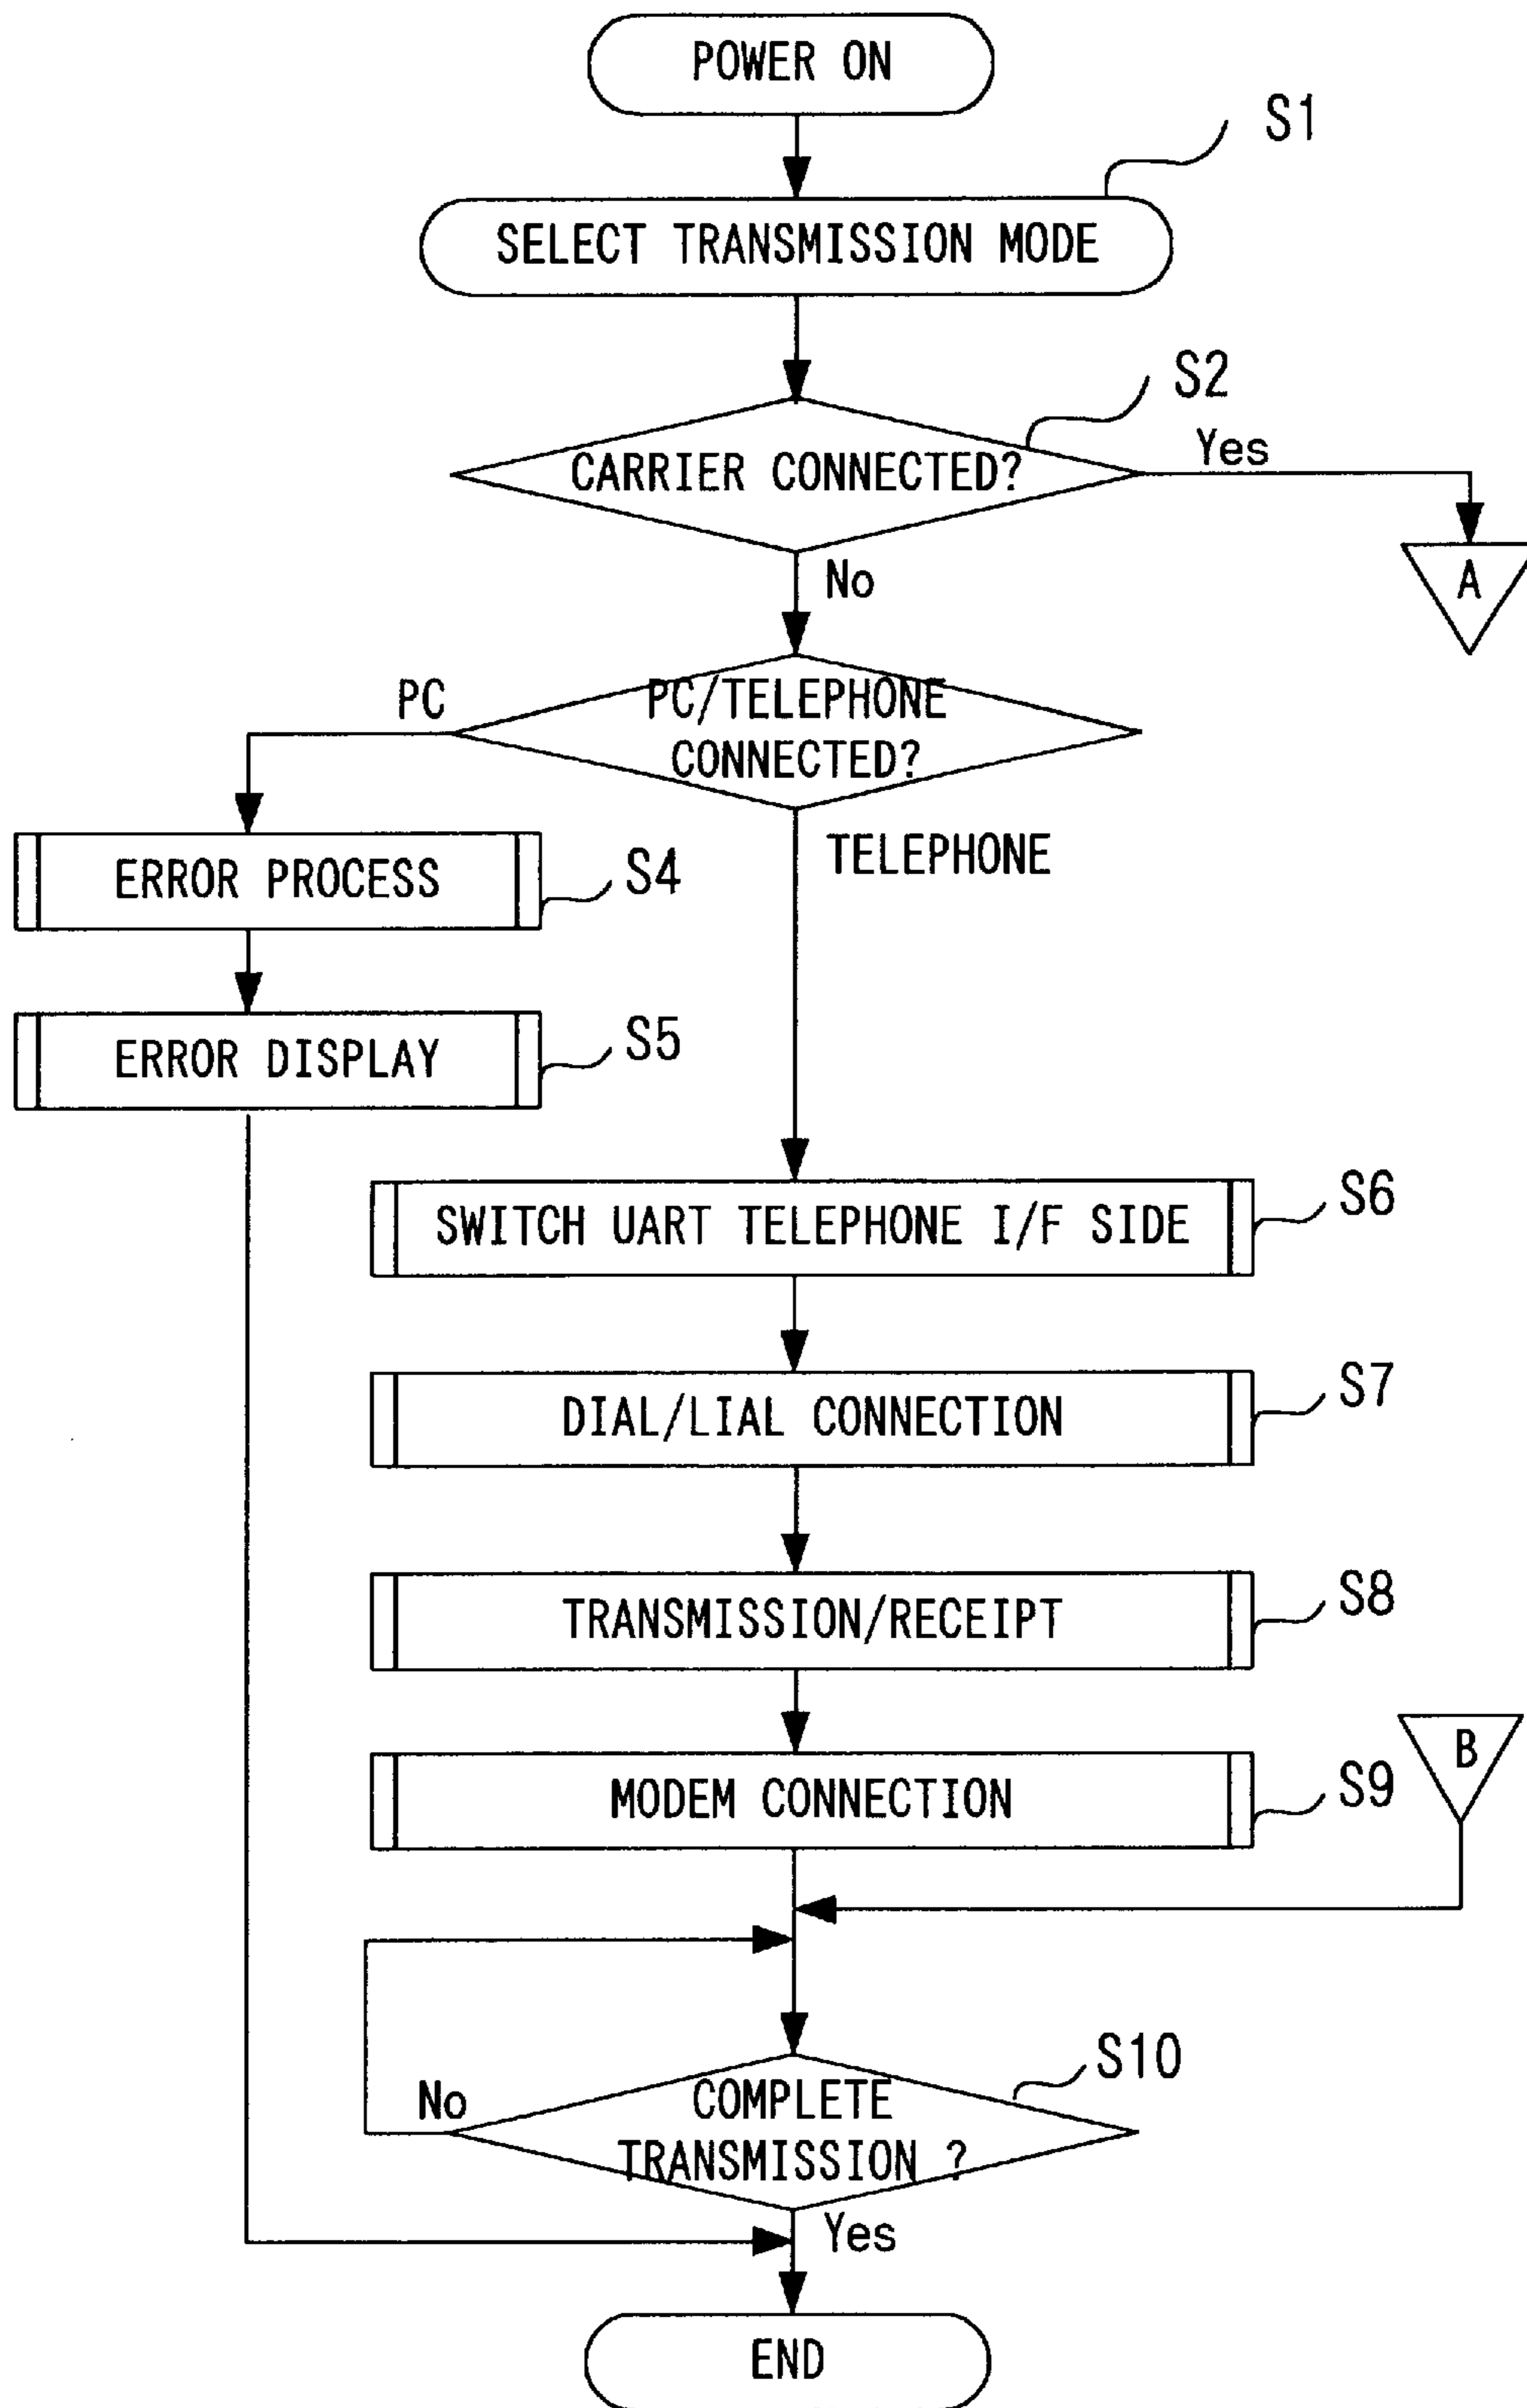 POWER ON
S1
SELECT TRANSMISSION MODE
S2
CARRIER CONNECTED?
Yes
A
No
PC
PC/TELEPHONE
CONNECTED?
TELEPHONE
ERROR PROCESS
S4
ERROR DISPLAY
S5
SWITCH UART TELEPHONE I/F SIDE
S6
DIAL/LIAL CONNECTION
S7
TRANSMISSION/RECEIPT
S8
MODEM CONNECTION
S9
B
S10
No
COMPLETE
TRANSMISSION ?
Yes
END